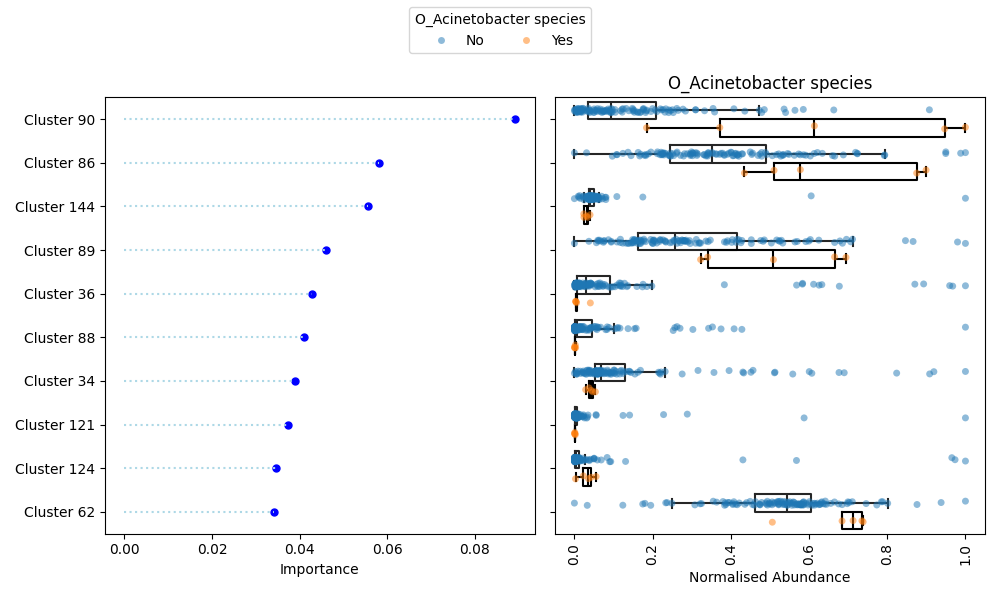 O_Acinetobacter species
No Yes
O_Acinetobacter species
Cluster 90
Cluster 86
Cluster 144
Cluster 89
Cluster 36
Cluster 88
Cluster 34
Cluster 121
Cluster 124
Cluster 62
0.00 0.02 0.04 0.06 0.08
Importance
0.0 0.2 0.4 0.6 0.8 1.0
Normalised Abundance